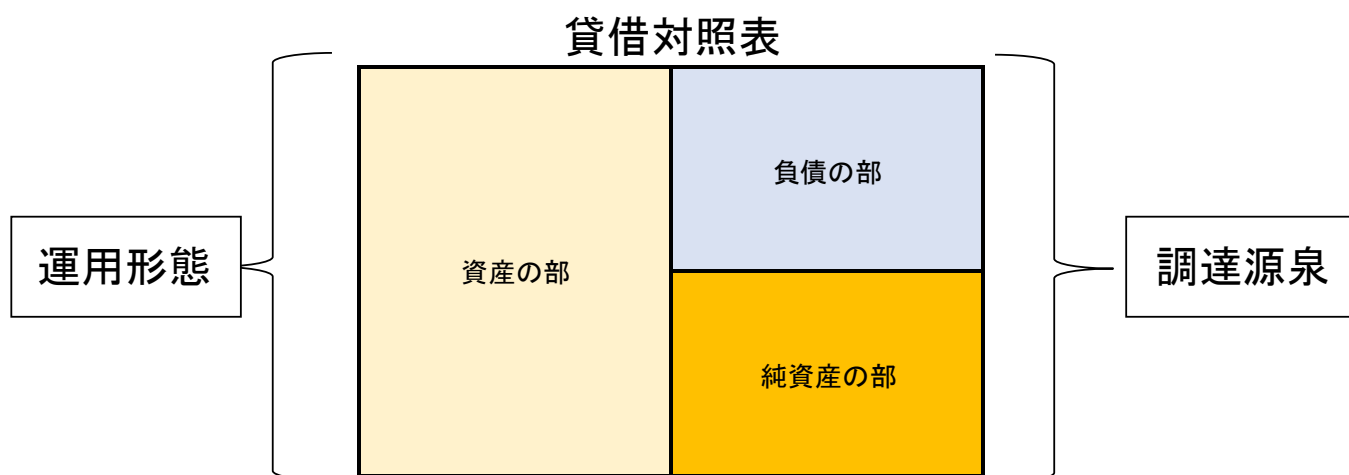 貸借対照表
運用形態
資産の部
負債の部
純資産の部
調達源泉